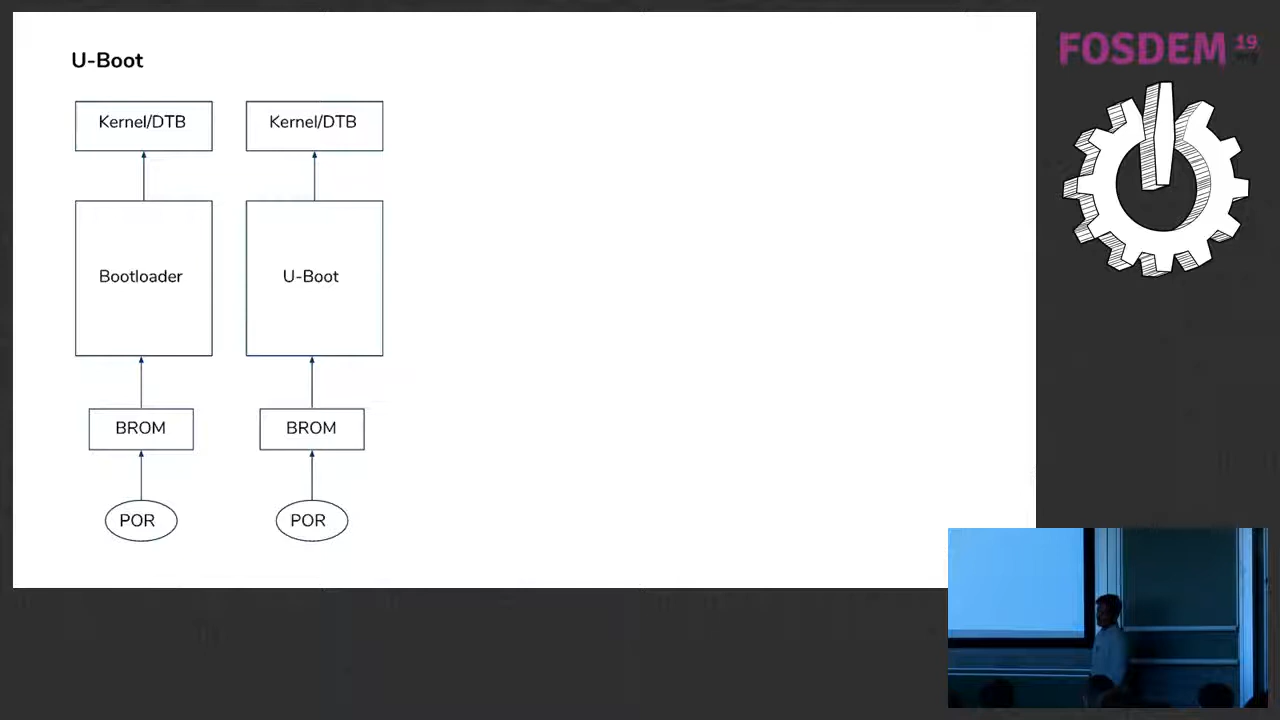 U-Boot
Kernel/DTB
Kernel/DTB
Bootloader
U-Boot
BROM
BROM
POR
POR
FOSDEM 19